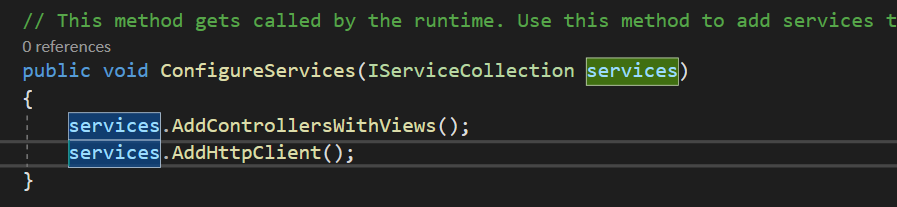 // This method gets called by the runtime. Use this method to add services t
0 references
public void ConfigureServices(IServiceCollection services)
{
services.AddControllersWithViews();
services.AddHttpClient();
}